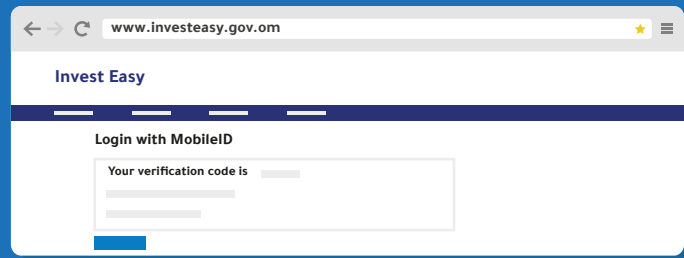 www.investeasy.gov.om
Invest Easy
Login with MobileID
Your verification code is